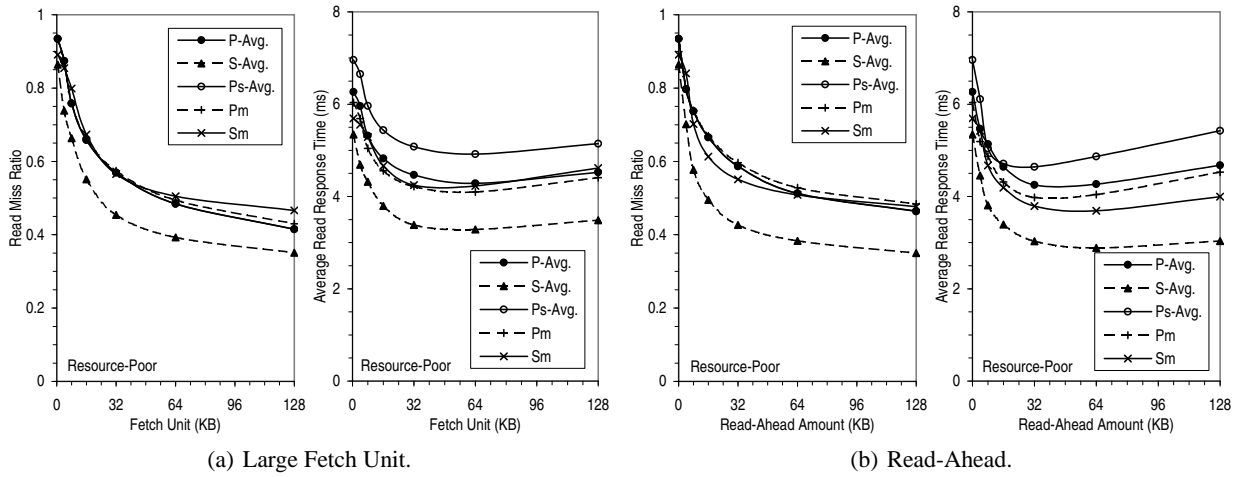 1
0.8
0.6
0.4
0.2
0
Read Miss Ratio
P-Avg.
S-Avg.
Ps-Avg.
Pm
Sm
Resource-Poor
0 32 64 96 128
Fetch Unit (KB)
8
6
4
2
0
Average Read Response Time (ms)
P-Avg.
S-Avg.
Ps-Avg.
Pm
Sm
Resource-Poor
0 32 64 96 128
Fetch Unit (KB)
(a) Large Fetch Unit.
1
0.8
0.6
0.4
0.2
0
Read Miss Ratio
P-Avg.
S-Avg.
Ps-Avg.
Pm
Sm
Resource-Poor
0 32 64 96 128
Read-Ahead Amount (KB)
8
6
4
2
0
Average Read Response Time (ms)
P-Avg.
S-Avg.
Ps-Avg.
Pm
Sm
Resource-Poor
0 32 64 96 128
Read-Ahead Amount (KB)
(b) Read-Ahead.